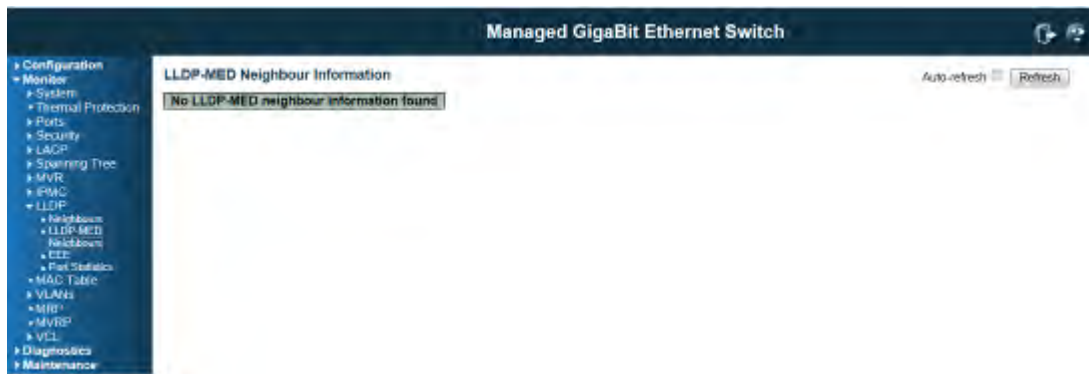 Managed GigaBit Ethernet Switch
Configuration
Monitor
System
Thermal Protection
Ports
Security
LACP
Spanning Tree
MVR
IPMC
LLDP
Neighbours
LLDP-MED
Neighbours
EEE
Port Statistics
MAC Table
VLANs
MRP
MVRP
VCL
Diagnostics
Maintenance
LLDP-MED Neighbour Information
Auto-refresh Refresh
No LLDP-MED neighbour information found